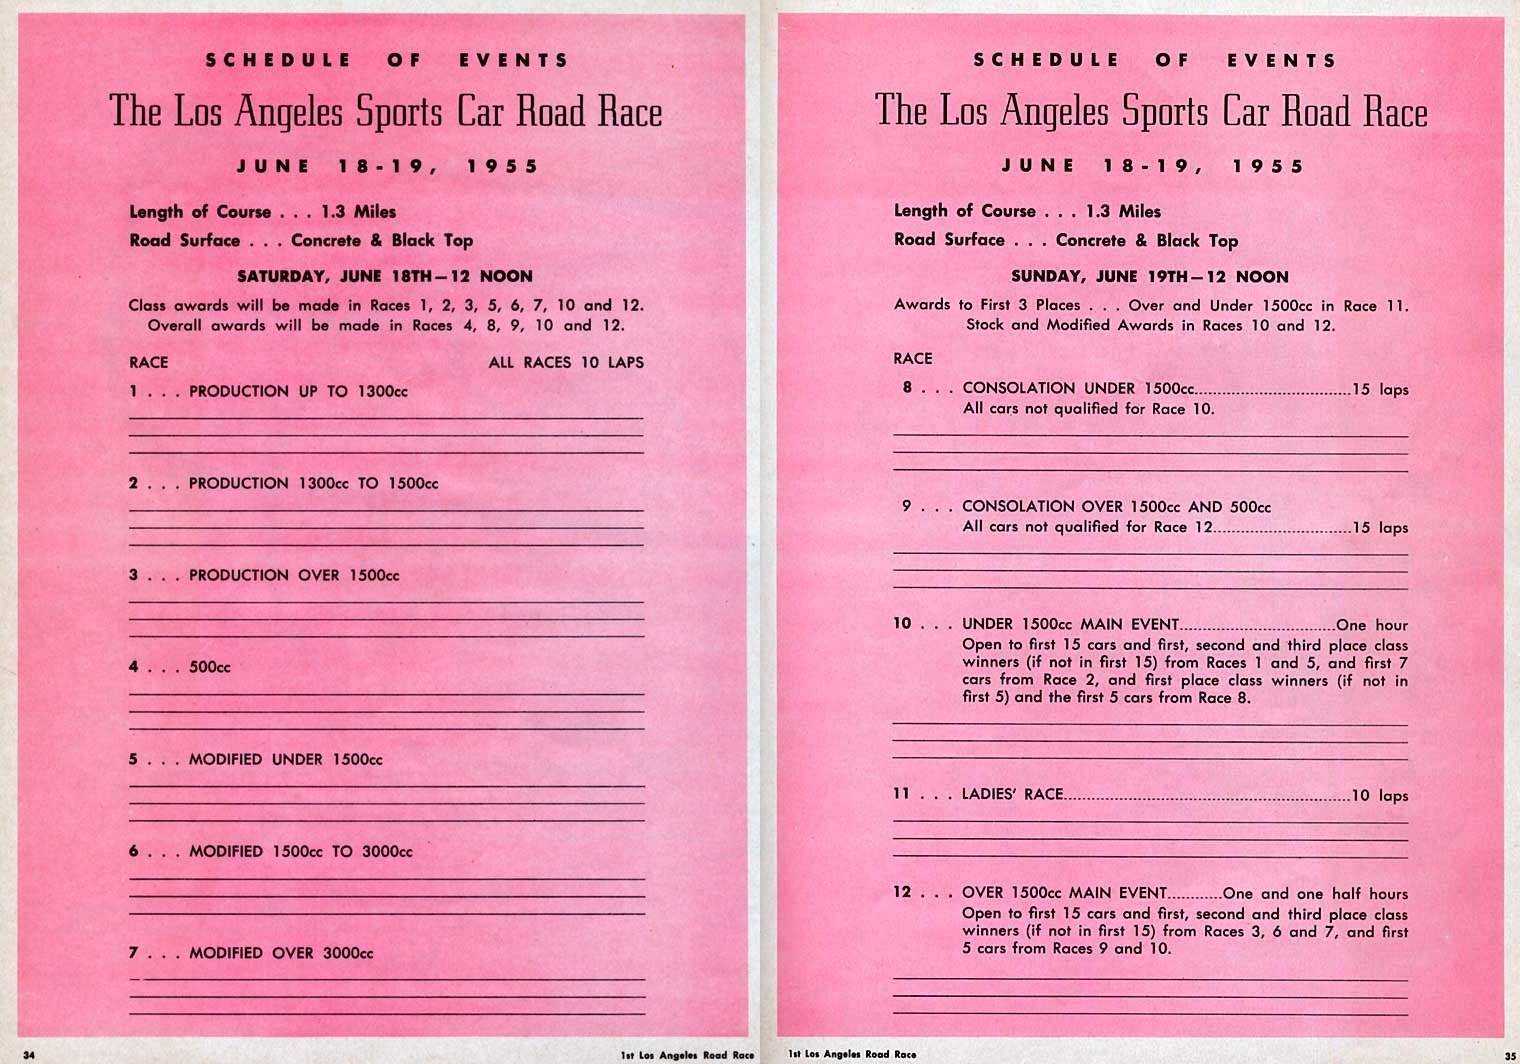 SCHEDULE OF EVENTS
The Los Angeles Sports Car Road Race
JUNE 18-19, 1955
Length of Course . . . 1.3 Miles
Road Surface . . . Concrete & Black Top
SATURDAY, JUNE 18TH—12 NOON
Class awards will be made in Races 1, 2, 3, 5, 6, 7, 10 and 12.
Overall awards will be made in Races 4, 8, 9, 10 and 12.
RACE ALL RACES 10 LAPS
1 . . . PRODUCTION UP TO 1300cc
2 . . . PRODUCTION 1300cc TO 1500cc
3 . . . PRODUCTION OVER 1500cc
4 . . . 500cc
5 . . . MODIFIED UNDER 1500cc
6 . . . MODIFIED 1500cc TO 3000cc
7 . . . MODIFIED OVER 3000cc
34 1st Los Angeles Road Race
SCHEDULE OF EVENTS
The Los Angeles Sports Car Road Race
JUNE 18-19, 1955
Length of Course . . . 1.3 Miles
Road Surface . . . Concrete & Black Top
SUNDAY, JUNE 19TH—12 NOON
Awards to First 3 Places . . . Over and Under 1500cc in Race 11.
Stock and Modified Awards in Races 10 and 12.
RACE
8 . . . CONSOLATION UNDER 1500cc................................15 laps
All cars not qualified for Race 10.
9 . . . CONSOLATION OVER 1500cc AND 500cc
All cars not qualified for Race 12............................15 laps
10 . . . UNDER 1500cc MAIN EVENT................................One hour
Open to first 15 cars and first, second and third place class
winners (if not in first 15) from Races 1 and 5, and first 7
cars from Race 2, and first place class winners (if not in
first 5) and the first 5 cars from Race 8.
11 . . . LADIES' RACE............................................................10 laps
12 . . . OVER 1500cc MAIN EVENT...........One and one half hours
Open to first 15 cars and first, second and third place class
winners (if not in first 15) from Races 3, 6 and 7, and first
5 cars from Races 9 and 10.
1st Los Angeles Road Race 35